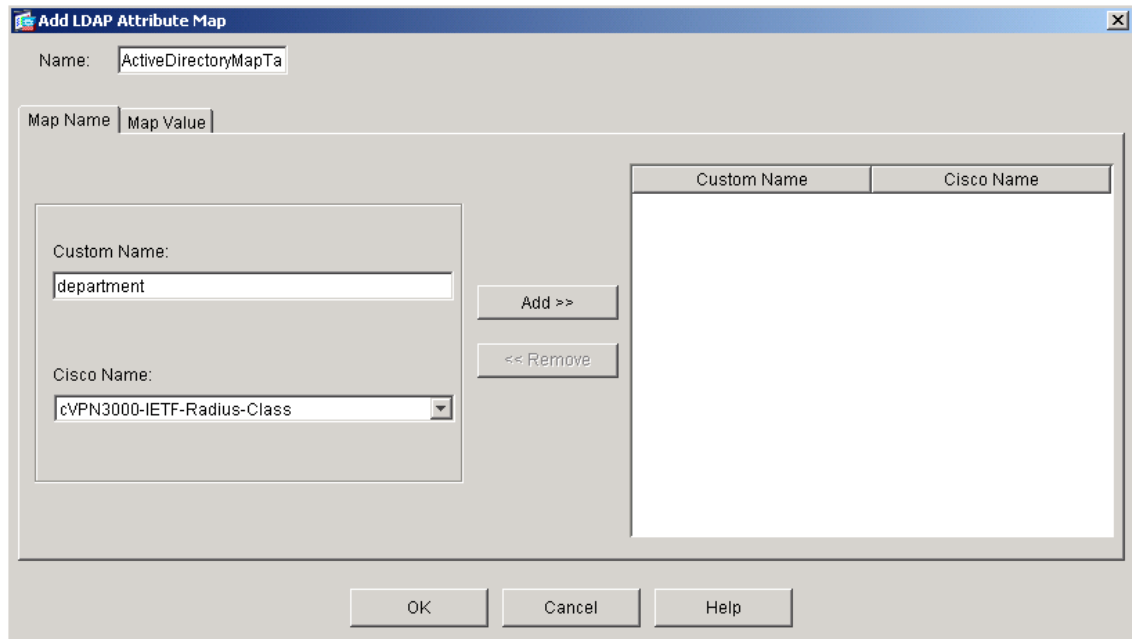 Add LDAP Attribute Map
Name: ActiveDirectoryMapTa
Map Name Map Value
Custom Name Cisco Name
Custom Name:
department
Add >>
<< Remove
Cisco Name:
cVPN3000-IETF-Radius-Class
OK Cancel Help